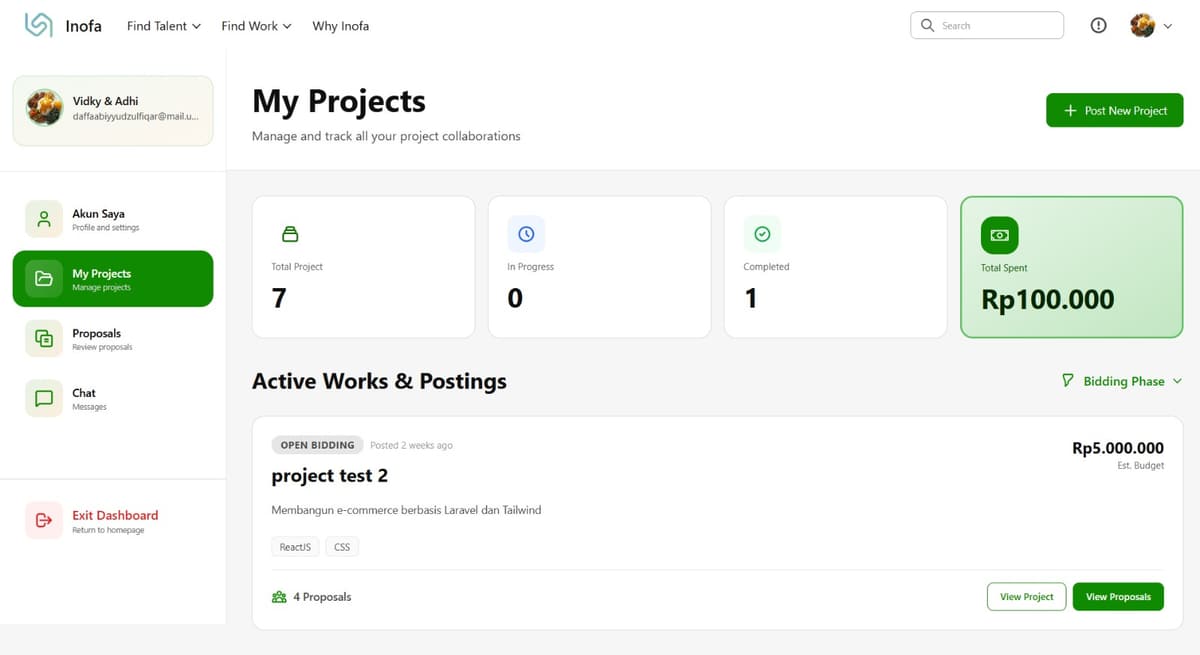 Inofa
Find Talent
Find Work
Why Inofa
Search
Vidky & Adhi
daffaabiyyudzulfiqar@mail.u...
Akun Saya
Profile and settings
My Projects
Manage projects
Proposals
Review proposals
Chat
Messages
Exit Dashboard
Return to homepage
My Projects
Manage and track all your project collaborations
Post New Project
Total Project
7
In Progress
0
Completed
1
Total Spent
Rp100.000
Active Works & Postings
Bidding Phase
OPEN BIDDING Posted 2 weeks ago
project test 2
Rp5.000.000
Est. Budget
Membangun e-commerce berbasis Laravel dan Tailwind
ReactJS CSS
4 Proposals
View Project
View Proposals